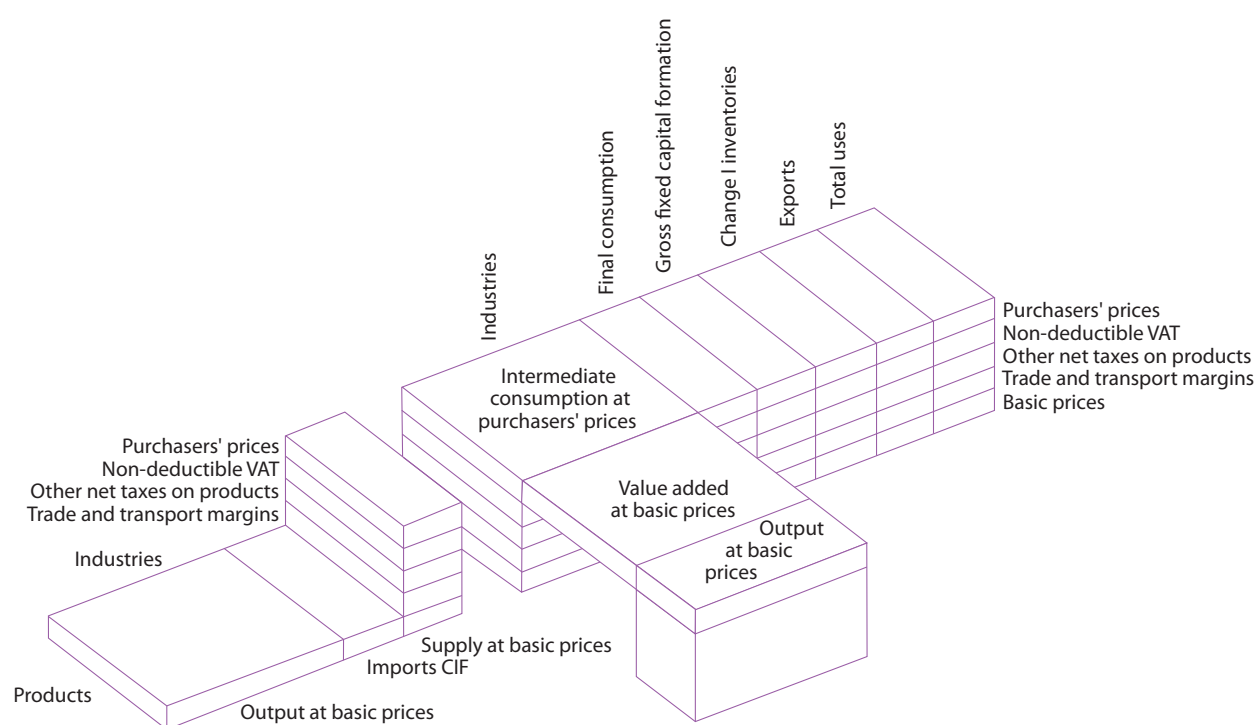 Industries
Final consumption
Gross fixed capital formation
Change I inventories
Exports
Total uses
Purchasers' prices
Non-deductible VAT
Other net taxes on products
Trade and transport margins
Basic prices
Intermediate
consumption at
purchasers' prices
Value added
at basic prices
Output
at basic
prices
Purchasers' prices
Non-deductible VAT
Other net taxes on products
Trade and transport margins
Industries
Supply at basic prices
Imports CIF
Products
Output at basic prices